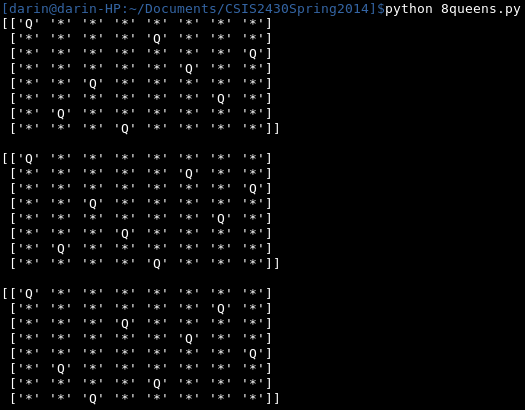 [darin@darin-HP:~/Documents/CSIS2430Spring2014]$python 8queens.py
[['Q' '*' '*' '*' '*' '*' '*' '*']
 ['*' '*' '*' '*' 'Q' '*' '*' '*']
 ['*' '*' '*' '*' '*' '*' '*' 'Q']
 ['*' '*' '*' '*' '*' 'Q' '*' '*']
 ['*' '*' 'Q' '*' '*' '*' '*' '*']
 ['*' '*' '*' '*' '*' '*' 'Q' '*']
 ['*' 'Q' '*' '*' '*' '*' '*' '*']
 ['*' '*' '*' 'Q' '*' '*' '*' '*']]
[['Q' '*' '*' '*' '*' '*' '*' '*']
 ['*' '*' '*' '*' '*' 'Q' '*' '*']
 ['*' '*' '*' '*' '*' '*' '*' 'Q']
 ['*' '*' 'Q' '*' '*' '*' '*' '*']
 ['*' '*' '*' '*' '*' '*' 'Q' '*']
 ['*' '*' '*' 'Q' '*' '*' '*' '*']
 ['*' 'Q' '*' '*' '*' '*' '*' '*']
 ['*' '*' '*' '*' 'Q' '*' '*' '*']]
[['Q' '*' '*' '*' '*' '*' '*' '*']
 ['*' '*' '*' '*' '*' '*' 'Q' '*']
 ['*' '*' '*' 'Q' '*' '*' '*' '*']
 ['*' '*' '*' '*' '*' 'Q' '*' '*']
 ['*' '*' '*' '*' '*' '*' '*' 'Q']
 ['*' 'Q' '*' '*' '*' '*' '*' '*']
 ['*' '*' '*' '*' 'Q' '*' '*' '*']
 ['*' '*' 'Q' '*' '*' '*' '*' '*']]